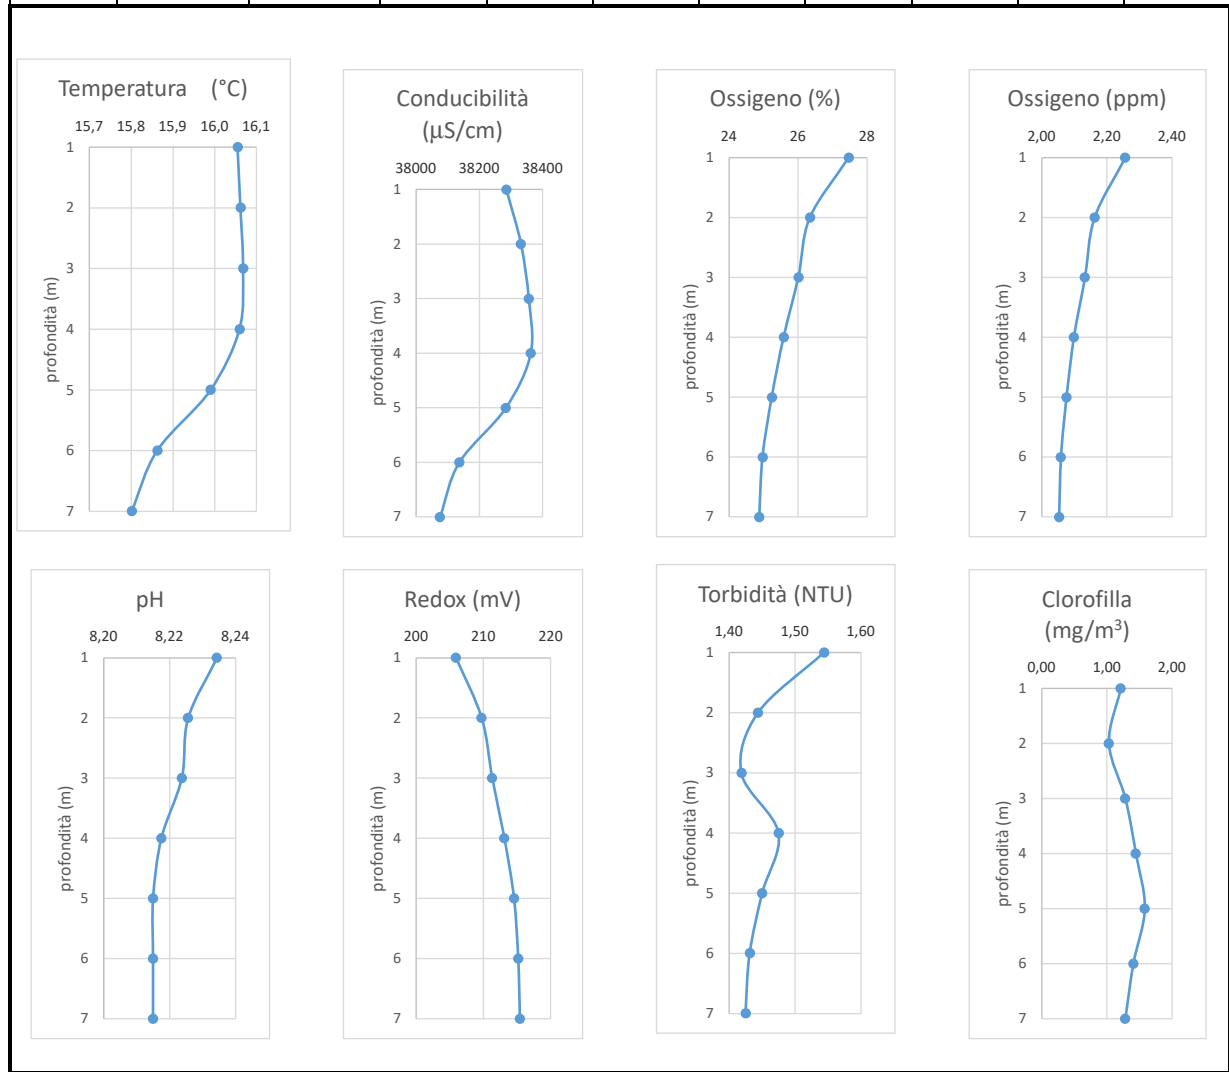 Temperatura (°C)
15,7 15,8 15,9 16,0 16,1
1
2
3
4
5
6
7
profondità (m)
Conducibilità
(µS/cm)
38000 38200 38400
1
2
3
4
5
6
7
profondità (m)
Ossigeno (%)
24 26 28
1
2
3
4
5
6
7
profondità (m)
Ossigeno (ppm)
2,00 2,20 2,40
1
2
3
4
5
6
7
profondità (m)
pH
8,20 8,22 8,24
1
2
3
4
5
6
7
profondità (m)
Redox (mV)
200 210 220
1
2
3
4
5
6
7
profondità (m)
Torbidità (NTU)
1,40 1,50 1,60
1
2
3
4
5
6
7
profondità (m)
Clorofilla
(mg/m³)
0,00 1,00 2,00
1
2
3
4
5
6
7
profondità (m)